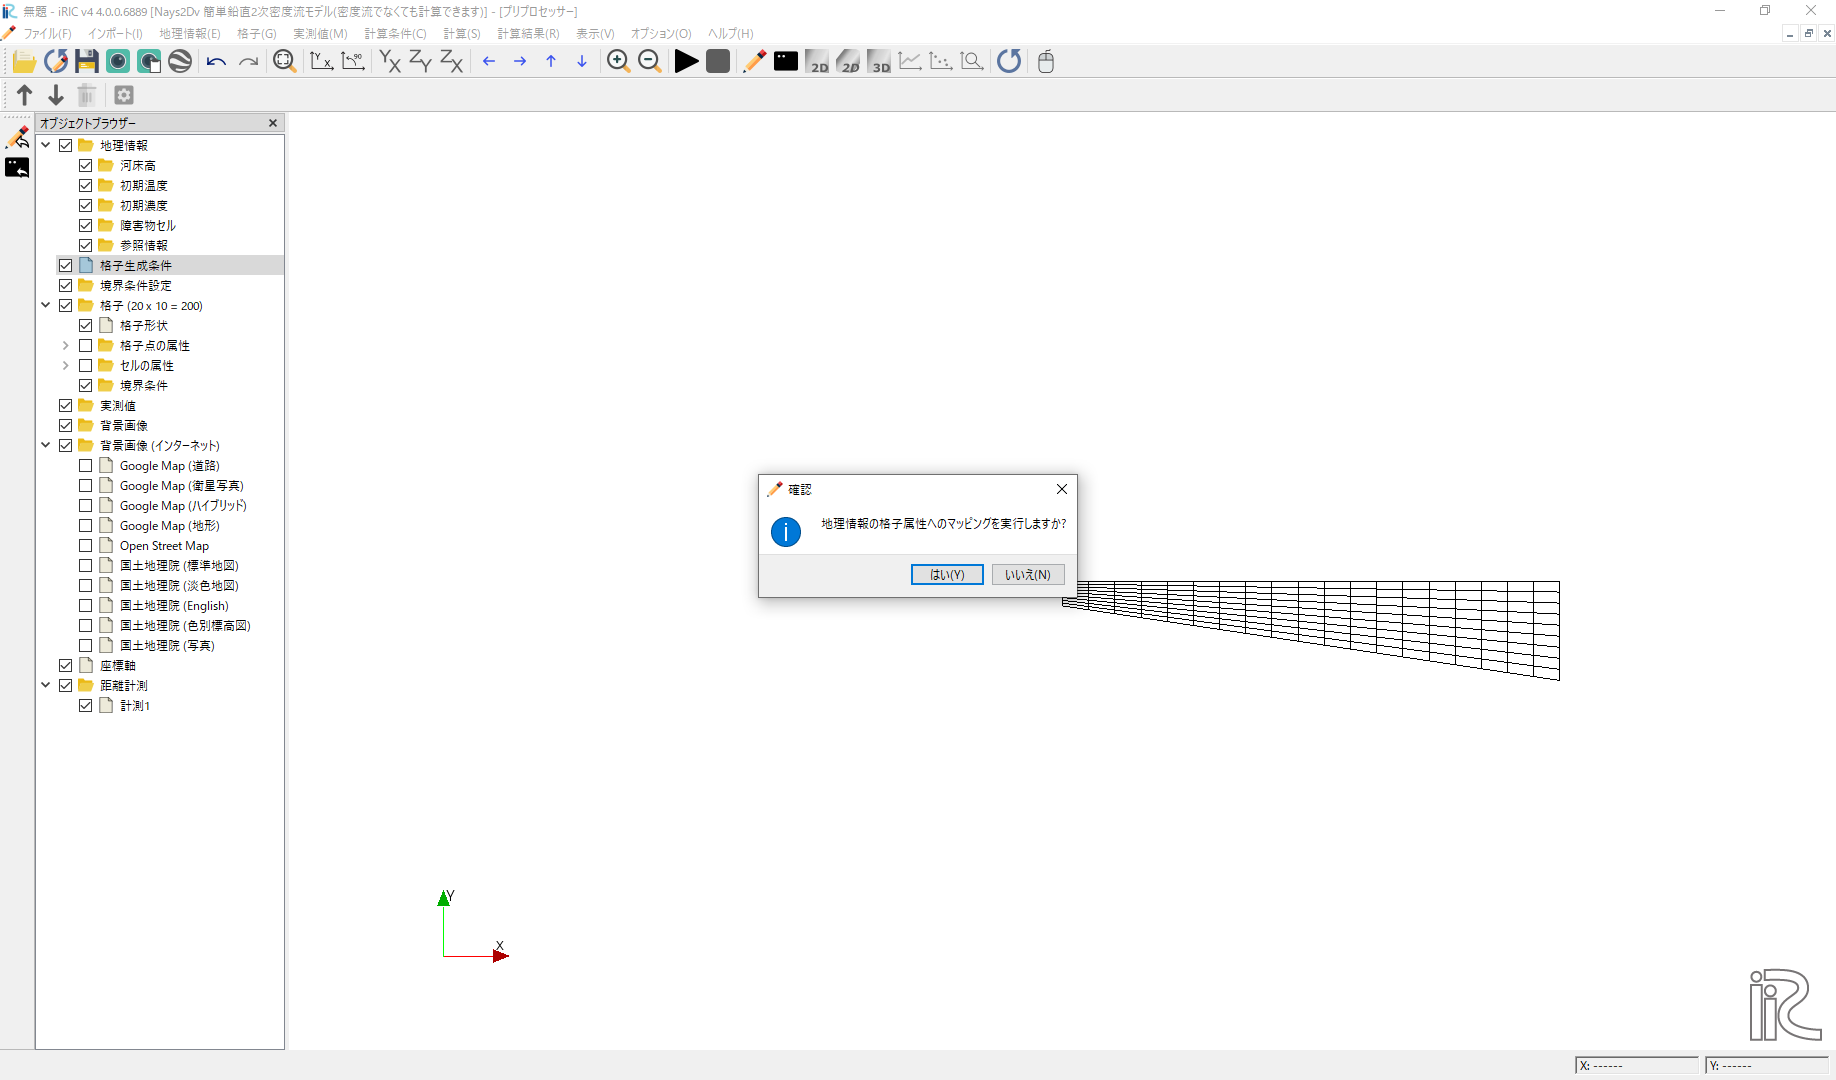 無題 - iRIC v4 4.0.0.6889 [Nays2Dv 簡単鉛直2次密度流モデル(密度流でなくても計算できます)] - [プリプロセッサー]
ファイル(F) インポート(I) 地理情報(E) 格子(G) 実測値(M) 計算条件(C) 計算(S) 計算結果(R) 表示(V) オプション(O) ヘルプ(H)
2D 2D 3D
オブジェクトブラウザー
地理情報
河床高
初期温度
初期濃度
障害物セル
参照情報
格子生成条件
境界条件設定
格子 (20 x 10 = 200)
格子形状
格子点の属性
セルの属性
境界条件
実測値
背景画像
背景画像 (インターネット)
Google Map (道路)
Google Map (衛星写真)
Google Map (ハイブリッド)
Google Map (地形)
Open Street Map
国土地理院 (標準地図)
国土地理院 (淡色地図)
国土地理院 (English)
国土地理院 (色別標高図)
国土地理院 (写真)
座標軸
距離計測
計測1
確認
地理情報の格子属性へのマッピングを実行しますか?
はい(Y) いいえ(N)
Y
X
iRIC
X: ------ Y: ------